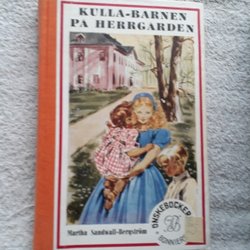 KULLA-BARNEN
PÅ HERRGÅRDEN
Martha Sandwall-Bergström
ÖNSKEBÖCKER
B
BONNIERS